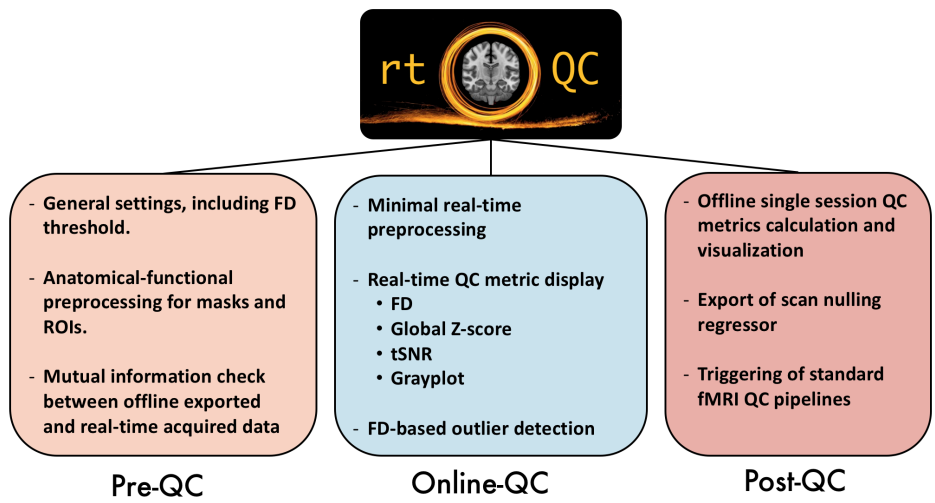 rt QC
- General settings, including FD
threshold.
- Anatomical-functional
preprocessing for masks and
ROIs.
- Mutual information check
between offline exported
and real-time acquired data
Pre-QC
- Minimal real-time
preprocessing
- Real-time QC metric display
• FD
• Global Z-score
• tSNR
• Grayplot
- FD-based outlier detection
Online-QC
- Offline single session QC
metrics calculation and
visualization
- Export of scan nulling
regressor
- Triggering of standard
fMRI QC pipelines
Post-QC